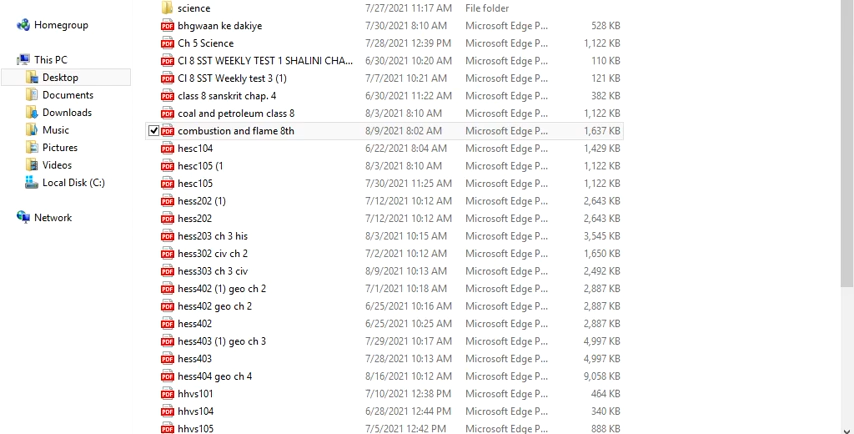 Homegroup
This PC
Desktop
Documents
Downloads
Music
Pictures
Videos
Local Disk (C:)
Network
science 7/27/2021 11:17 AM File folder
bhgwaan ke dakiye 7/30/2021 8:10 AM Microsoft Edge P... 528 KB
Ch 5 Science 7/28/2021 12:39 PM Microsoft Edge P... 1,122 KB
Cl 8 SST WEEKLY TEST 1 SHALINI CHA... 6/30/2021 10:20 AM Microsoft Edge P... 110 KB
Cl 8 SST Weekly test 3 (1) 7/7/2021 10:21 AM Microsoft Edge P... 121 KB
class 8 sanskrit chap. 4 6/30/2021 11:22 AM Microsoft Edge P... 382 KB
coal and petroleum class 8 8/3/2021 8:10 AM Microsoft Edge P... 1,122 KB
combustion and flame 8th 8/9/2021 8:02 AM Microsoft Edge P... 1,637 KB
hesc104 6/22/2021 8:04 AM Microsoft Edge P... 1,429 KB
hesc105 (1 8/3/2021 8:10 AM Microsoft Edge P... 1,122 KB
hesc105 7/30/2021 11:25 AM Microsoft Edge P... 1,122 KB
hess202 (1) 7/12/2021 10:12 AM Microsoft Edge P... 2,643 KB
hess202 7/12/2021 10:12 AM Microsoft Edge P... 2,643 KB
hess203 ch 3 his 8/3/2021 10:15 AM Microsoft Edge P... 3,545 KB
hess302 civ ch 2 7/2/2021 10:12 AM Microsoft Edge P... 1,650 KB
hess303 ch 3 civ 8/9/2021 10:13 AM Microsoft Edge P... 2,492 KB
hess402 (1) geo ch 2 7/1/2021 10:18 AM Microsoft Edge P... 2,887 KB
hess402 geo ch 2 6/25/2021 10:16 AM Microsoft Edge P... 2,887 KB
hess402 6/25/2021 10:25 AM Microsoft Edge P... 2,887 KB
hess403 (1) geo ch 3 7/29/2021 10:17 AM Microsoft Edge P... 4,997 KB
hess403 7/28/2021 10:13 AM Microsoft Edge P... 4,997 KB
hess404 geo ch 4 8/16/2021 10:12 AM Microsoft Edge P... 9,058 KB
hhvs101 7/10/2021 12:38 PM Microsoft Edge P... 464 KB
hhvs104 6/28/2021 12:44 PM Microsoft Edge P... 340 KB
hhvs105 7/5/2021 12:42 PM Microsoft Edge P... 888 KB